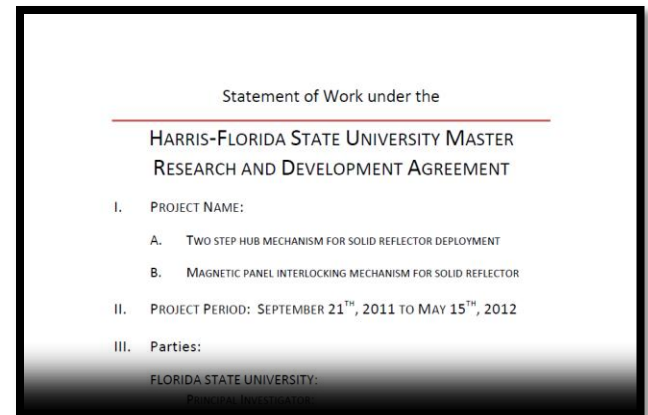 Statement of Work under the
HARRIS-FLORIDA STATE UNIVERSITY MASTER
RESEARCH AND DEVELOPMENT AGREEMENT
I. PROJECT NAME:
A. TWO STEP HUB MECHANISM FOR SOLID REFLECTOR DEPLOYMENT
B. MAGNETIC PANEL INTERLOCKING MECHANISM FOR SOLID REFLECTOR
II. PROJECT PERIOD: SEPTEMBER 21TH, 2011 TO MAY 15TH, 2012
III. Parties:
FLORIDA STATE UNIVERSITY:
PRINCIPAL INVESTIGATOR: